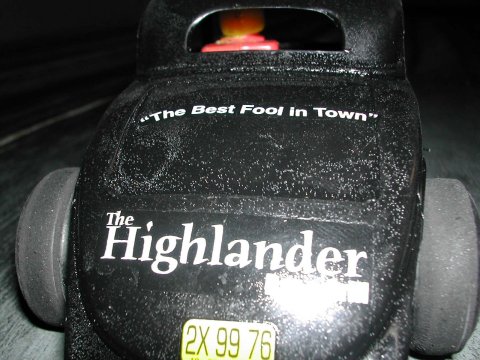 "The Best Fool in Town"
The
Highlander
2X 99 76